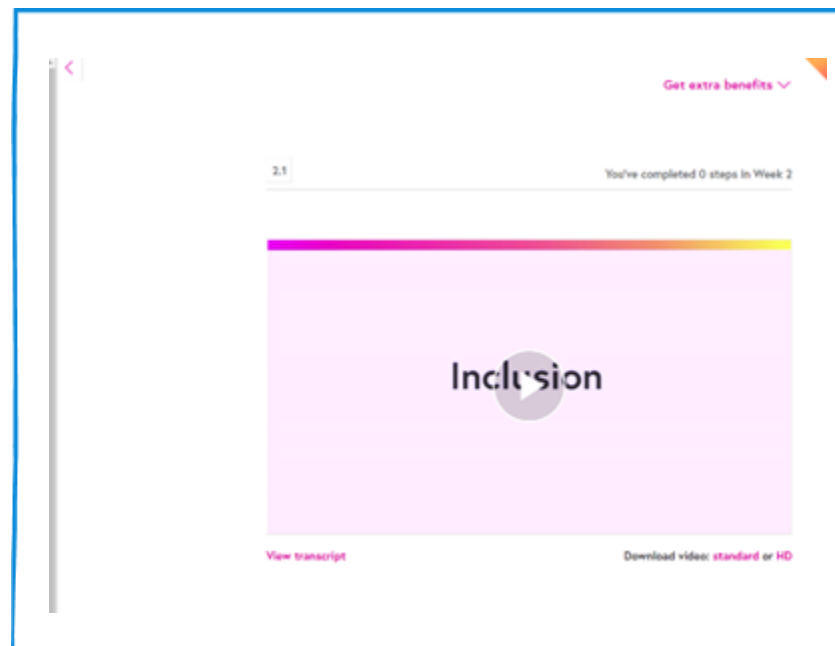 Get extra benefits
2.1
You've completed 0 steps in Week 2
Inclusion
View transcript
Download video: standard or HD